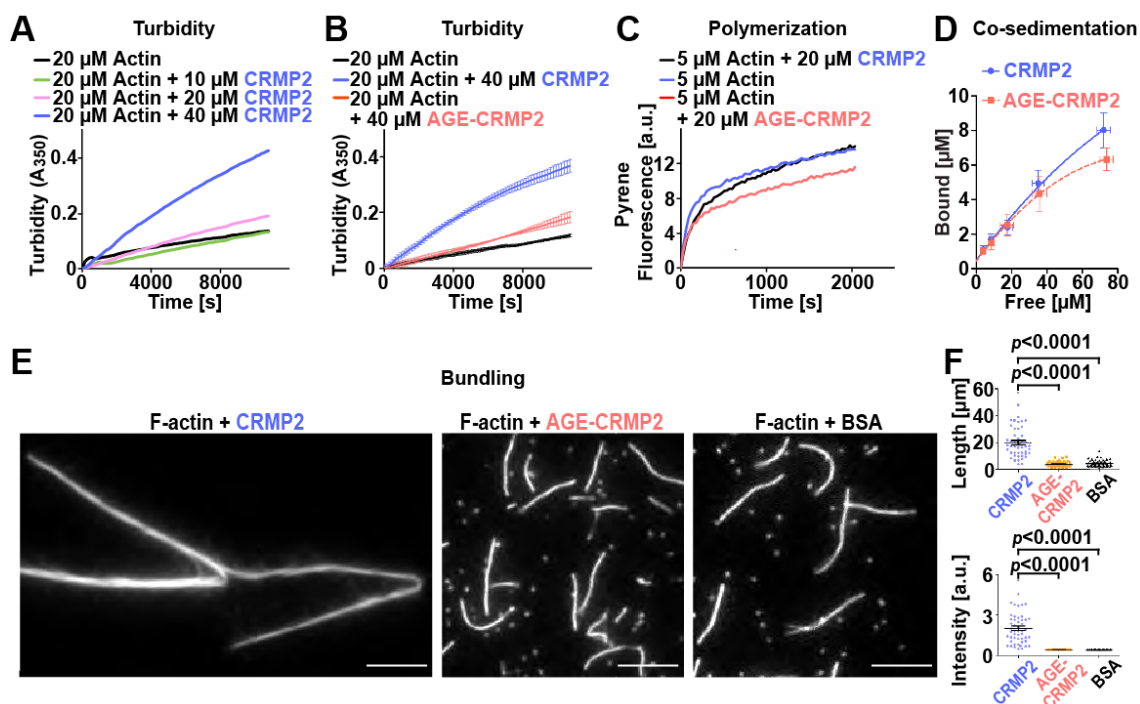 A
Turbidity
20 µM Actin
20 µM Actin + 10 µM CRMP2
20 µM Actin + 20 µM CRMP2
20 µM Actin + 40 µM CRMP2
Turbidity (A350)
0.4
0.2
0
0
4000
8000
Time [s]
B
Turbidity
20 µM Actin
20 µM Actin + 40 µM CRMP2
20 µM Actin
+ 40 µM AGE-CRMP2
Turbidity (A350)
0.4
0.2
0
0
4000
8000
Time [s]
C
Polymerization
5 µM Actin + 20 µM CRMP2
5 µM Actin
5 µM Actin
+ 20 µM AGE-CRMP2
Pyrene
Fluorescence [a.u.]
12
8
4
0
0
1000
2000
Time [s]
D
Co-sedimentation
CRMP2
AGE-CRMP2
Bound [µM]
10
8
6
4
2
0
0
20
40
60
80
Free [µM]
E
Bundling
F-actin + CRMP2
F-actin + AGE-CRMP2
F-actin + BSA
F
p<0.0001
p<0.0001
Length [µm]
60
40
20
0
CRMP2
AGE-
CRMP2
BSA
p<0.0001
p<0.0001
Intensity [a.u.]
6
3
0
CRMP2
AGE-
CRMP2
BSA